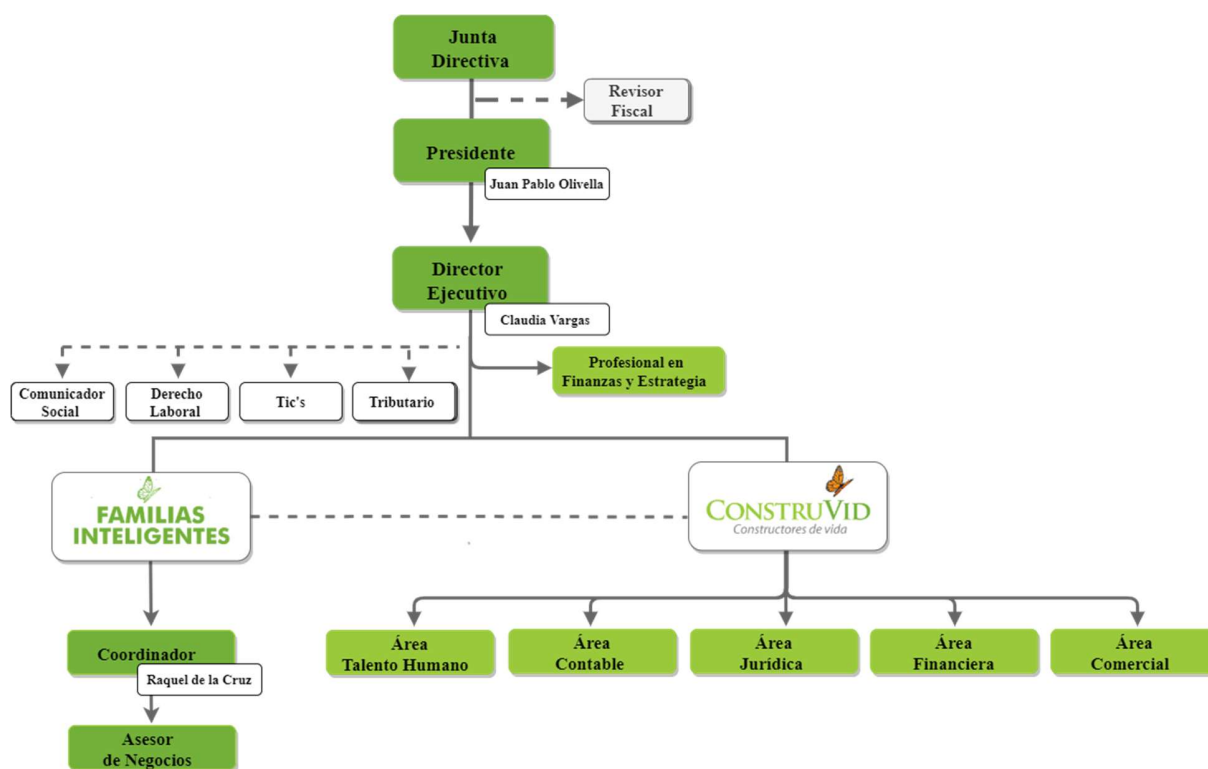 Junta
Directiva
Revisor
Fiscal
Presidente
Juan Pablo Olivella
Director
Ejecutivo
Claudia Vargas
Profesional en
Finanzas y Estrategia
Comunicador
Social
Derecho
Laboral
Tic's
Tributario
FAMILIAS
INTELIGENTES
CONSTRUVID
Constructores de vida
Coordinador
Raquel de la Cruz
Asesor
de Negocios
Área
Talento Humano
Área
Contable
Área
Jurídica
Área
Financiera
Área
Comercial